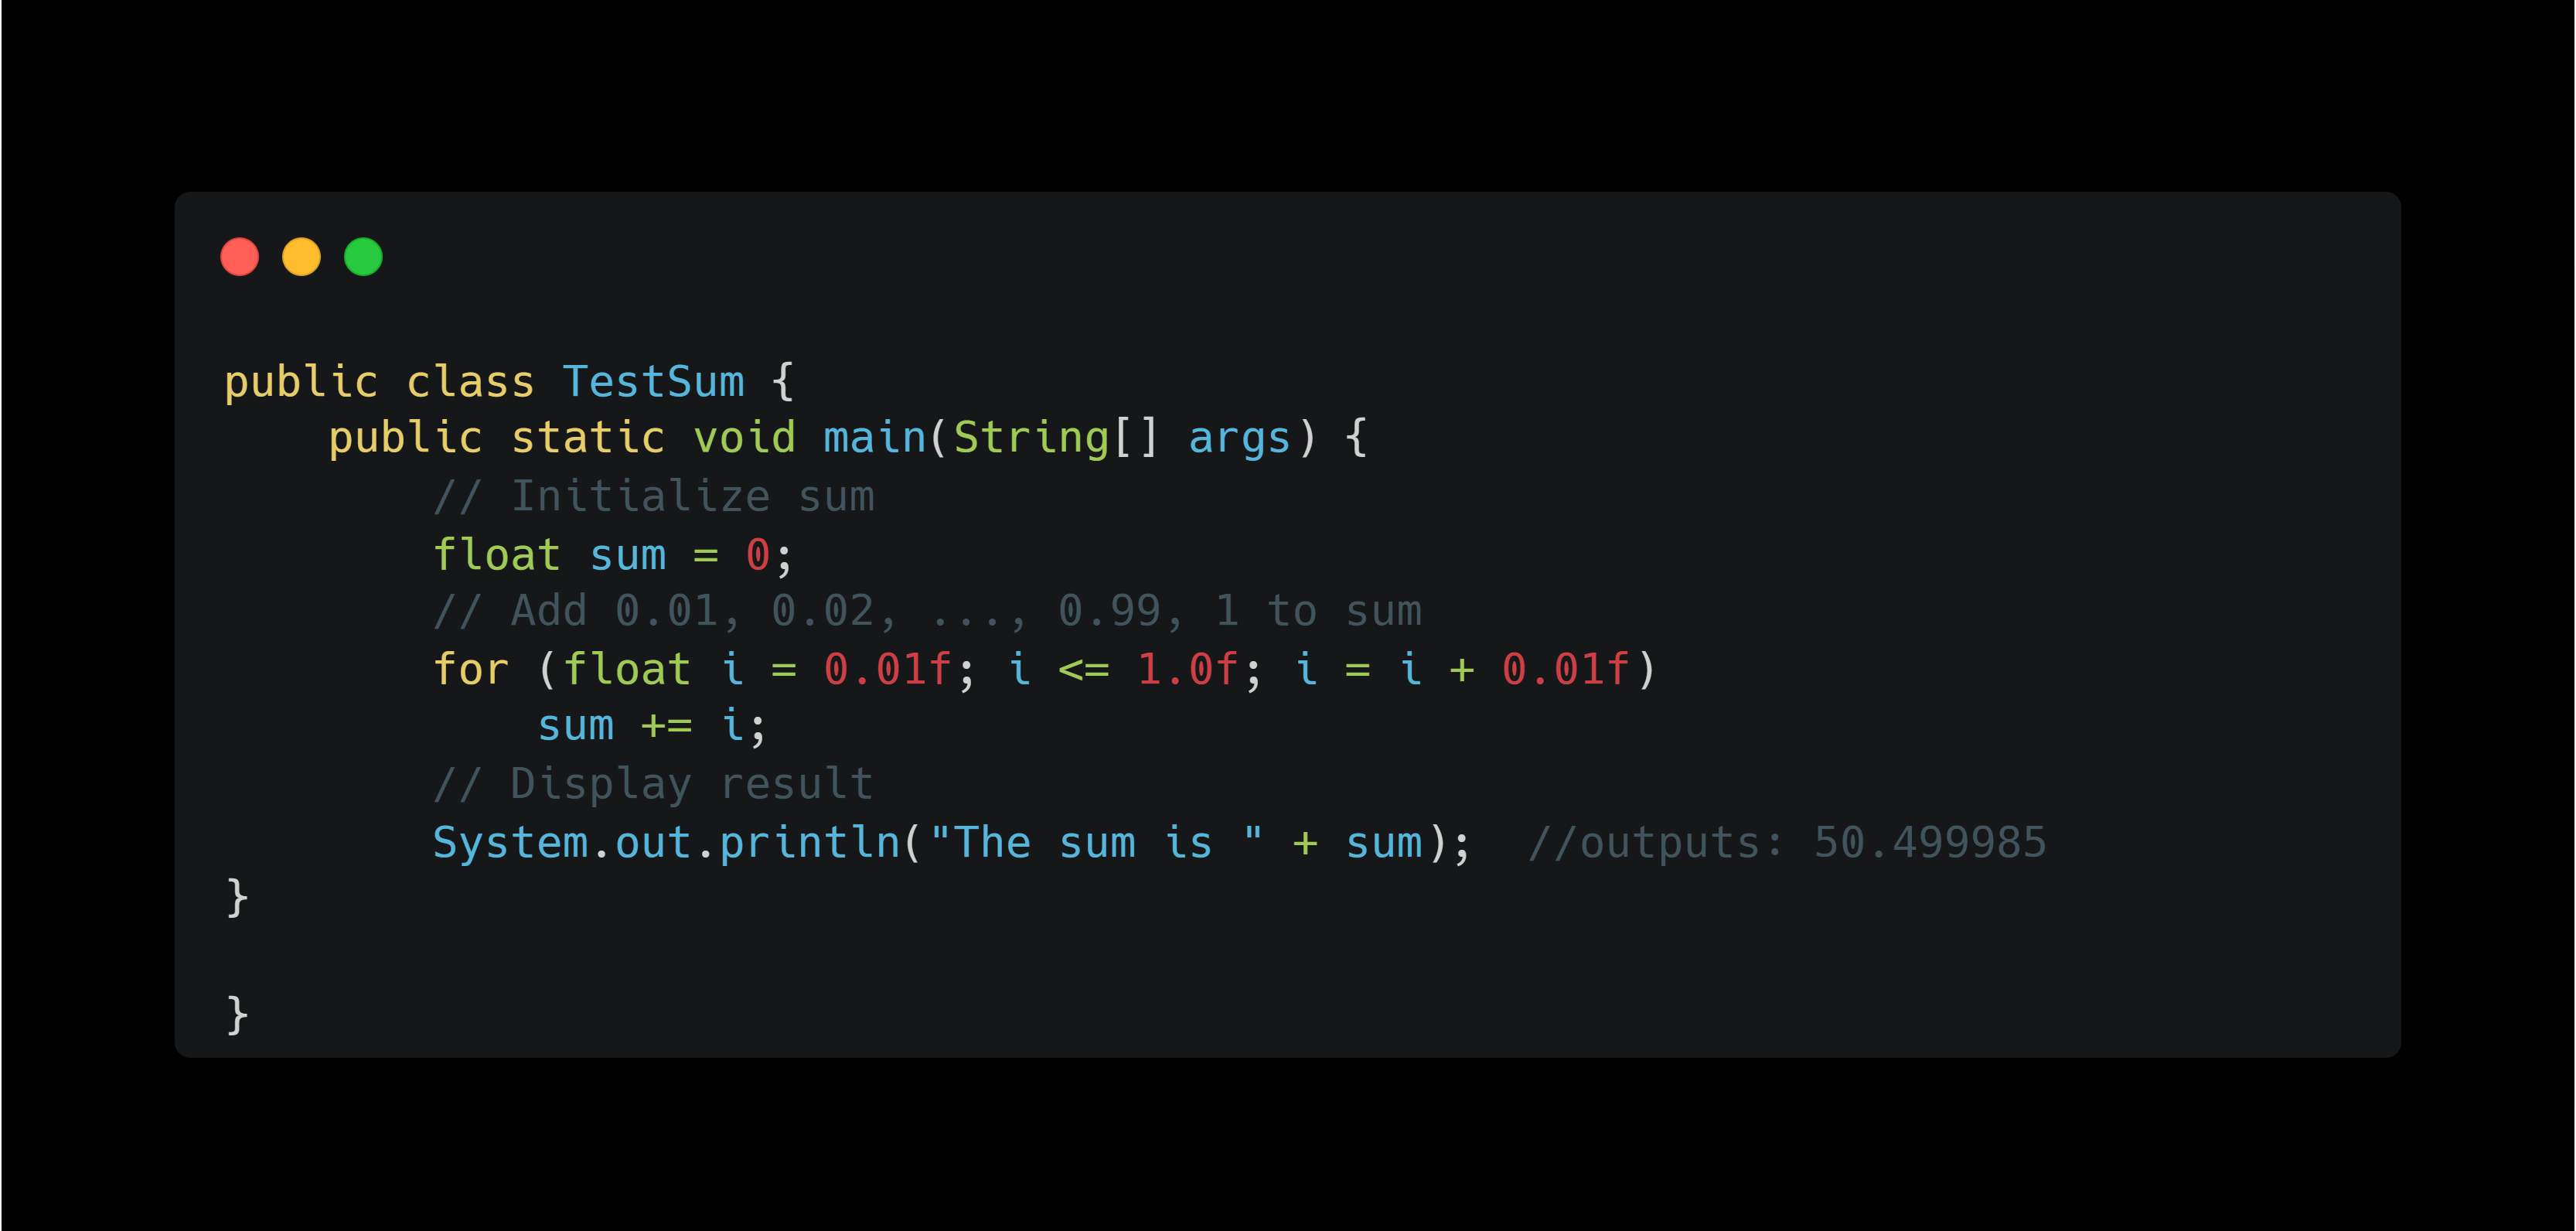 public class TestSum {
    public static void main(String[] args) {
        // Initialize sum
        float sum = 0;
        // Add 0.01, 0.02, ..., 0.99, 1 to sum
        for (float i = 0.01f; i <= 1.0f; i = i + 0.01f)
            sum += i;
        // Display result
        System.out.println("The sum is " + sum);  //outputs: 50.499985
}
}